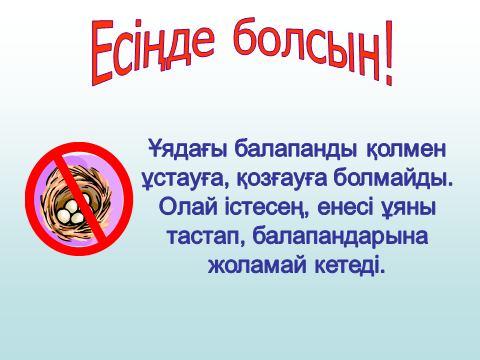 Есіңде болсын!
Ұядағы балапанды қолмен
ұстауға, қозғауға болмайды.
Олай істесең, енесі ұяны
тастап, балапандарына
жоламай кетеді.